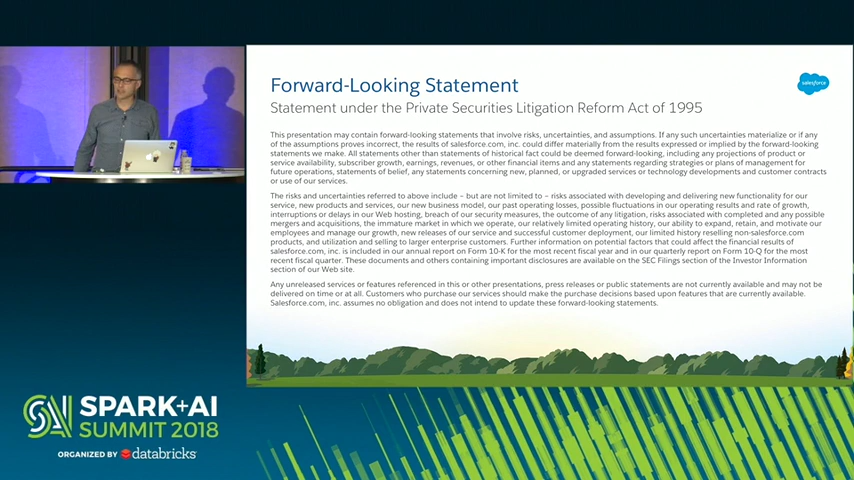 Forward-Looking Statement
salesforce
Statement under the Private Securities Litigation Reform Act of 1995
This presentation may contain forward-looking statements that involve risks, uncertainties, and assumptions. If any such uncertainties materialize or if any
of the assumptions proves incorrect, the results of salesforce.com, inc. could differ materially from the results expressed or implied by the forward-looking
statements we make. All statements other than statements of historical fact could be deemed forward-looking, including any projections of product or
service availability, subscriber growth, earnings, revenues, or other financial items and any statements regarding strategies or plans of management for
future operations, statements of belief, any statements concerning new, planned, or upgraded services or technology developments and customer contracts
or use of our services.
The risks and uncertainties referred to above include – but are not limited to – risks associated with developing and delivering new functionality for our
service, new products and services, our new business model, our past operating losses, possible fluctuations in our operating results and rate of growth,
interruptions or delays in our Web hosting, breach of our security measures, the outcome of any litigation, risks associated with completed and any possible
mergers and acquisitions, the immature market in which we operate, our relatively limited operating history, our ability to expand, retain, and motivate our
employees and manage our growth, new releases of our service and successful customer deployment, our limited history reselling non-salesforce.com
products, and utilization and selling to larger enterprise customers. Further information on potential factors that could affect the financial results of
salesforce.com, inc. is included in our annual report on Form 10-K for the most recent fiscal year and in our quarterly report on Form 10-Q for the most
recent fiscal quarter. These documents and others containing important disclosures are available on the SEC Filings section of the Investor Information
section of our Web site.
Any unreleased services or features referenced in this or other presentations, press releases or public statements are not currently available and may not be
delivered on time or at all. Customers who purchase our services should make the purchase decisions based upon features that are currently available.
Salesforce.com, inc. assumes no obligation and does not intend to update these forward-looking statements.
SPARK+AI
SUMMIT 2018
ORGANIZED BY databricks